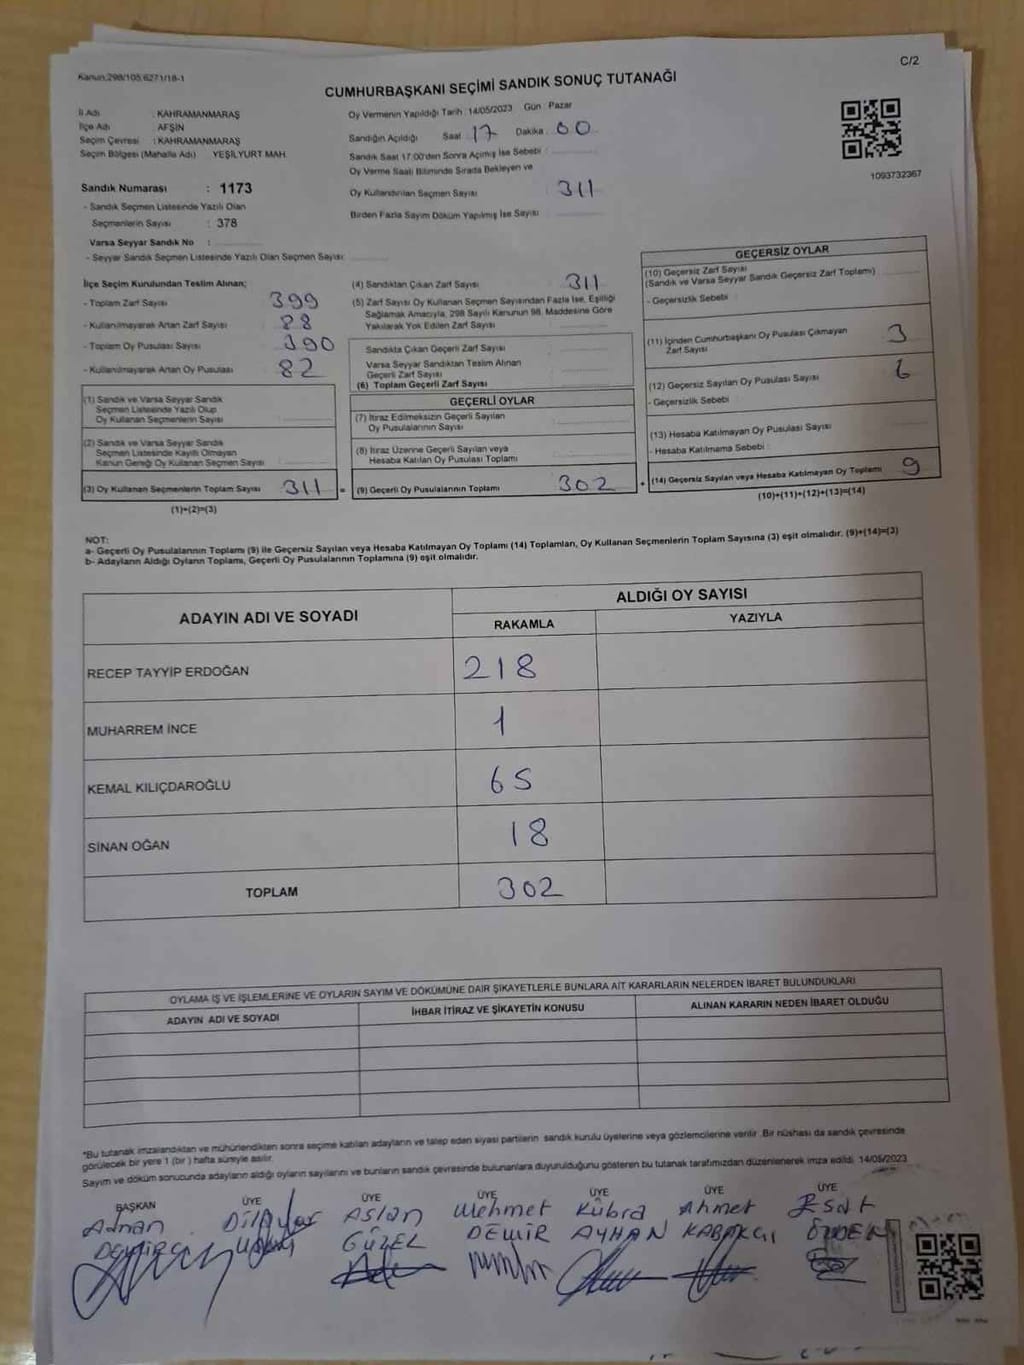 Kanun:298/105,6271/18-1
C/2
CUMHURBAŞKANI SEÇİMİ SANDIK SONUÇ TUTANAĞI
İl Adı : KAHRAMANMARAŞ
İlçe Adı : AFŞİN
Seçim Çevresi : KAHRAMANMARAŞ
Seçim Bölgesi (Mahalle Adı) YEŞİLYURT MAH.
Sandık Numarası : 1173
- Sandık Seçmen Listesinde Yazılı Olan
Seçmenlerin Sayısı : 378
Varsa Seyyar Sandık No :
- Seyyar Sandık Seçmen Listesinde Yazılı Olan Seçmen Sayısı:
Oy Vermenin Yapıldığı Tarih :14/05/2023 Gün : Pazar
Sandığın Açıldığı Saat : 17 Dakika : 00
Sandık Saat 17:00'den Sonra Açılmış İse Sebebi :
Oy Verme Saati Bitiminde Sırada Bekleyen ve
Oy Kullandırılan Seçmen Sayısı : 311
Birden Fazla Sayım Döküm Yapılmış İse Sayısı :
1093732367
İlçe Seçim Kurulundan Teslim Alınan;
- Toplam Zarf Sayısı : 399
- Kullanılmayarak Artan Zarf Sayısı : 88
- Toplam Oy Pusulası Sayısı : 390
- Kullanılmayarak Artan Oy Pusulası : 82
(1) Sandık ve Varsa Seyyar Sandık
Seçmen Listesinde Yazılı Olup
Oy Kullanan Seçmenlerin Sayısı :
(2) Sandık ve Varsa Seyyar Sandık
Seçmen Listesinde Kayıtlı Olmayan
Kanun Gereği Oy Kullanan Seçmen Sayısı :
(3) Oy Kullanan Seçmenlerin Toplam Sayısı : 311
(1)+(2)=(3)
(4) Sandıktan Çıkan Zarf Sayısı : 311
(5) Zarf Sayısı Oy Kullanan Seçmen Sayısından Fazla İse, Eşitliği
Sağlamak Amacıyla, 298 Sayılı Kanunun 98. Maddesine Göre
Yakılarak Yok Edilen Zarf Sayısı :
Sandıkta Çıkan Geçerli Zarf Sayısı :
Varsa Seyyar Sandıktan Teslim Alınan
Geçerli Zarf Sayısı :
(6) Toplam Geçerli Zarf Sayısı :
GEÇERLİ OYLAR
(7) İtiraz Edilmeksizin Geçerli Sayılan
Oy Pusulalarının Sayısı :
(8) İtiraz Üzerine Geçerli Sayılan veya
Hesaba Katılan Oy Pusulası Toplamı :
= (9) Geçerli Oy Pusulalarının Toplamı : 302
GEÇERSİZ OYLAR
(10) Geçersiz Zarf Sayısı
(Sandık ve Varsa Seyyar Sandık Geçersiz Zarf Toplamı) :
- Geçersizlik Sebebi :
(11) İçinden Cumhurbaşkanı Oy Pusulası Çıkmayan
Zarf Sayısı : 3
(12) Geçersiz Sayılan Oy Pusulası Sayısı : 6
- Geçersizlik Sebebi :
(13) Hesaba Katılmayan Oy Pusulası Sayısı :
- Hesaba Katılmama Sebebi :
+ (14) Geçersiz Sayılan veya Hesaba Katılmayan Oy Toplamı : 9
(10)+(11)+(12)+(13)=(14)
NOT:
a- Geçerli Oy Pusulalarının Toplamı (9) ile Geçersiz Sayılan veya Hesaba Katılmayan Oy Toplamı (14) Toplamları, Oy Kullanan Seçmenlerin Toplam Sayısına (3) eşit olmalıdır. (9)+(14)=(3)
b- Adayların Aldığı Oyların Toplamı, Geçerli Oy Pusulalarının Toplamına (9) eşit olmalıdır.
ADAYIN ADI VE SOYADI
ALDIĞI OY SAYISI
RAKAMLA YAZIYLA
RECEP TAYYİP ERDOĞAN 218
MUHARREM İNCE 1
KEMAL KILIÇDAROĞLU 65
SİNAN OĞAN 18
TOPLAM 302
OYLAMA İŞ VE İŞLEMLERİNE VE OYLARIN SAYIM VE DÖKÜMÜNE DAİR ŞİKAYETLERLE BUNLARA AİT KARARLARIN NELERDEN İBARET BULUNDUKLARI
ADAYIN ADI VE SOYADI İHBAR İTİRAZ VE ŞİKAYETİN KONUSU ALINAN KARARIN NEDEN İBARET OLDUĞU
*Bu tutanak imzalandıktan ve mühürlendikten sonra seçime katılan adayların ve talep eden siyasi partilerin sandık kurulu üyelerine veya gözlemcilerine verilir. Bir nüshası da sandık çevresinde
görülecek bir yere 1 (bir) hafta süreyle asılır.
Sayım ve döküm sonucunda adayların aldığı oyların sayılarını ve bunların sandık çevresinde bulunanlara duyurulduğunu gösteren bu tutanak tarafımızdan düzenlenerek imza edildi. 14/05/2023
BAŞKAN ÜYE ÜYE ÜYE ÜYE ÜYE ÜYE
Adnan Aslan Mehmet Kübra Ahmet Esat
GÜZEL DEMİR AYHAN KABAKÇI ÖZDEN